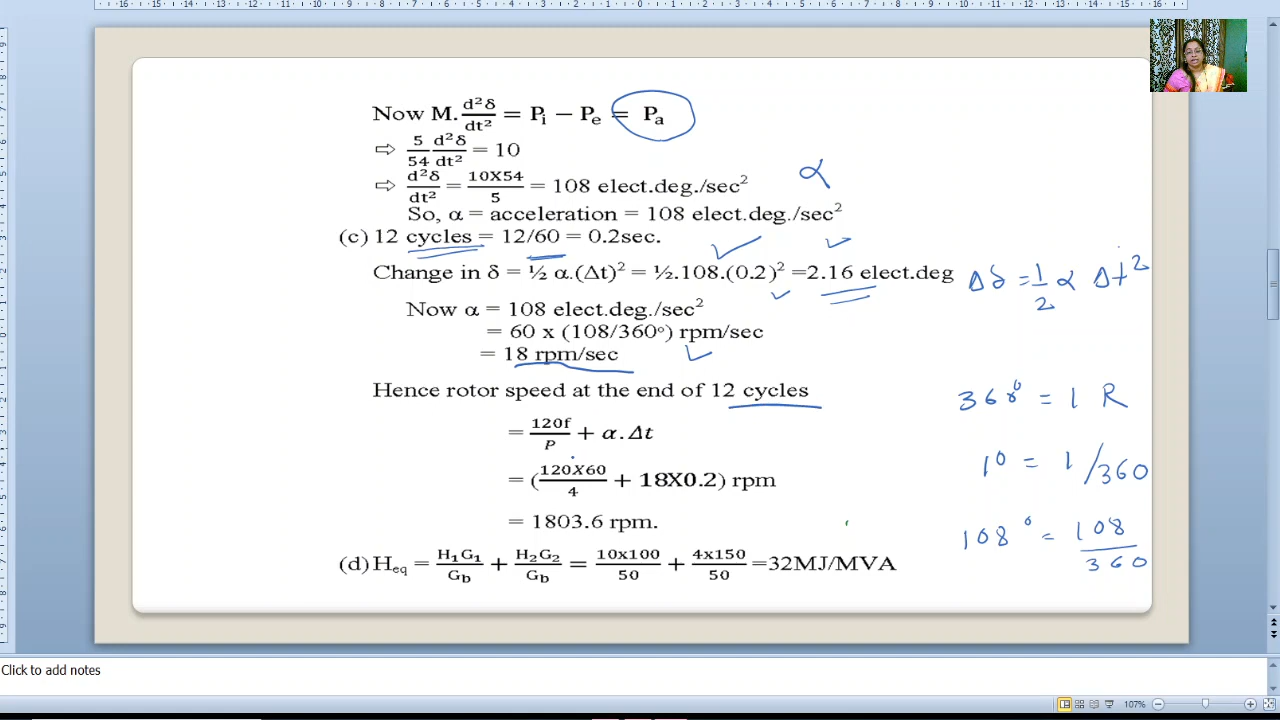 Now M.d²δ/dt² = Pᵢ − Pₑ = Pₐ
⇨ 5/54 d²δ/dt² = 10
⇨ d²δ/dt² = 10X54/5 = 108 elect.deg./sec²
α
So, α = acceleration = 108 elect.deg./sec²
(c) 12 cycles = 12/60 = 0.2sec.
Change in δ = ½ α.(Δt)² = ½.108.(0.2)² =2.16 elect.deg
Δδ = 1/2 α Δt²
Now α = 108 elect.deg./sec²
= 60 x (108/360°) rpm/sec
= 18 rpm/sec
Hence rotor speed at the end of 12 cycles
360° = 1 R
= 120f/P + α.Δt
1° = 1/360
= (120X60/4 + 18X0.2) rpm
= 1803.6 rpm.
108° = 108/360
(d) Heq = H₁G₁/Gb + H₂G₂/Gb = 10x100/50 + 4x150/50 =32MJ/MVA
Click to add notes
107%